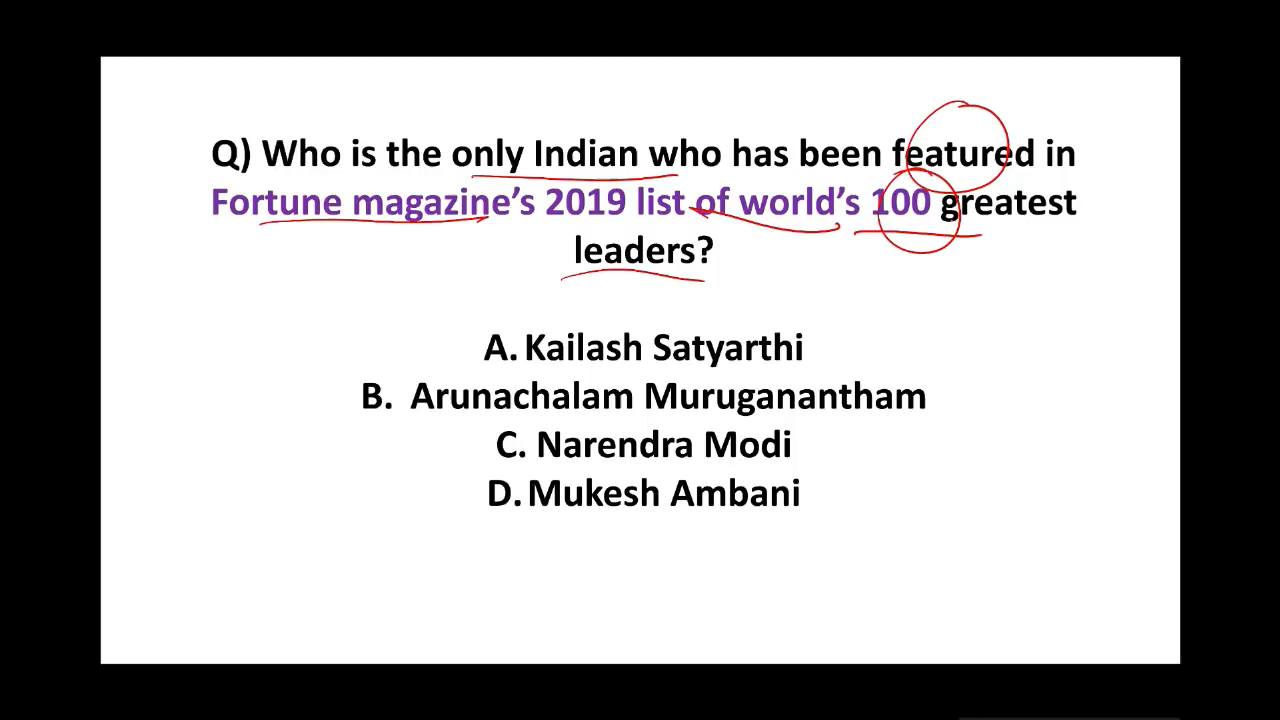 Q) Who is the only Indian who has been featured in
Fortune magazine's 2019 list of world's 100 greatest
leaders?
A. Kailash Satyarthi
B. Arunachalam Muruganantham
C. Narendra Modi
D. Mukesh Ambani